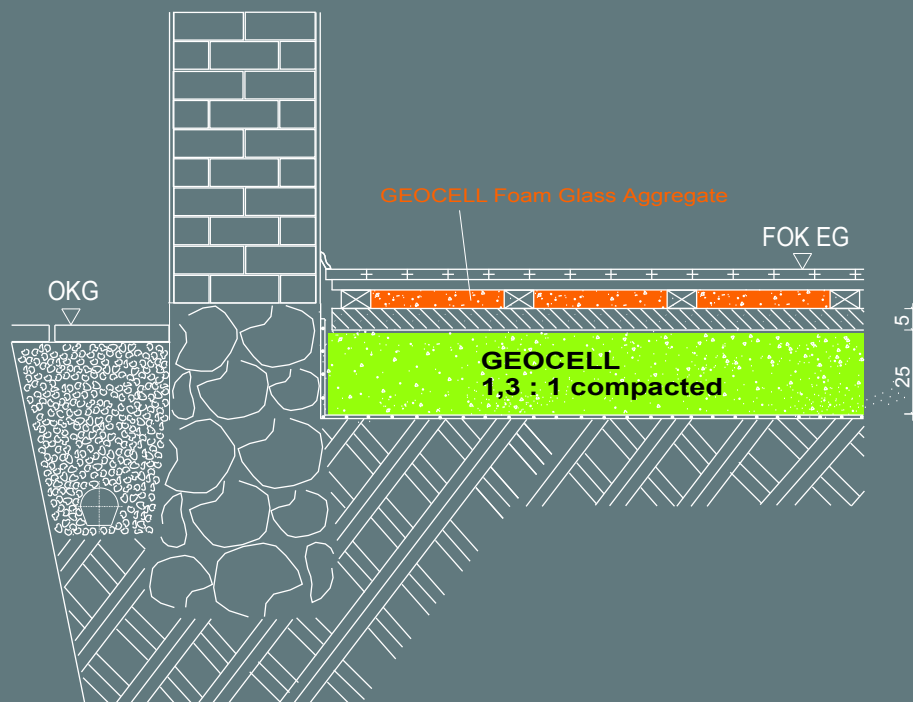 GEOCELL Foam Glass Aggregate
FOK EG
OKG
5
GEOCELL
1,3 : 1 compacted
25